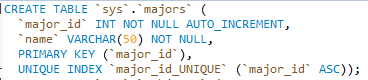 CREATE TABLE `sys`.`majors` (
`major_id` INT NOT NULL AUTO_INCREMENT,
`name` VARCHAR(50) NOT NULL,
PRIMARY KEY (`major_id`),
UNIQUE INDEX `major_id_UNIQUE` (`major_id` ASC));